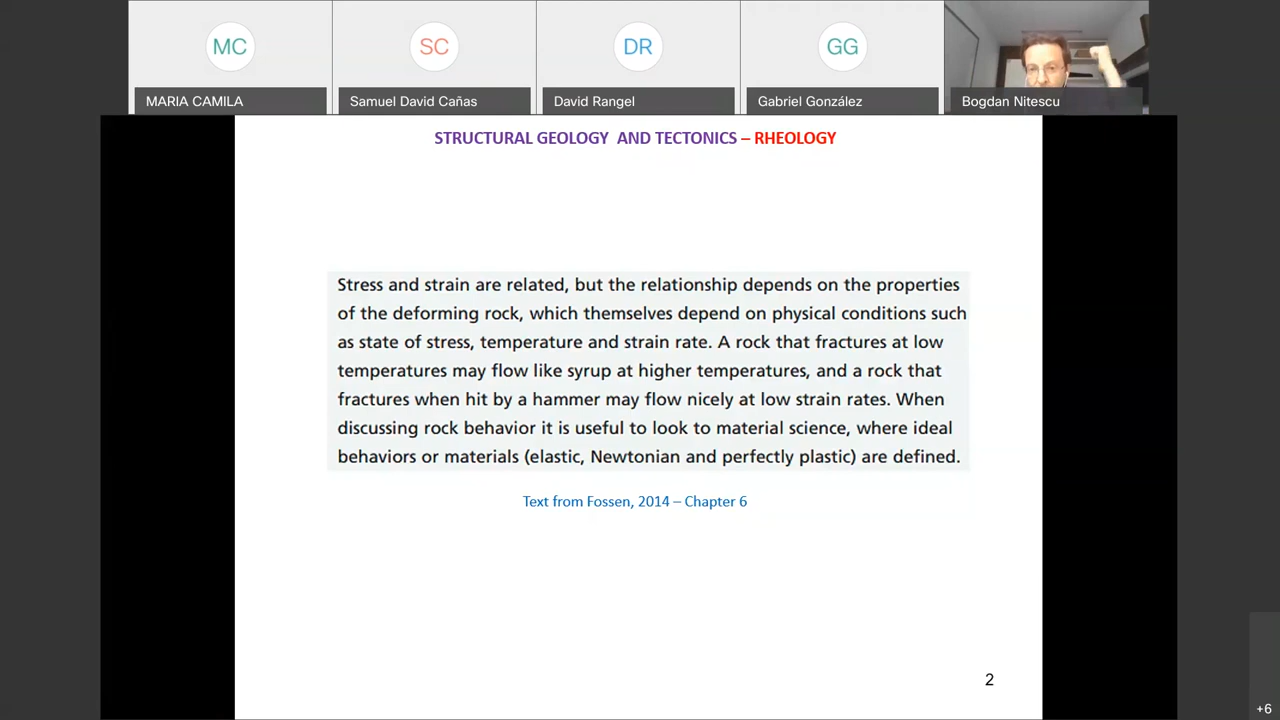 MC
SC
DR
GG
MARIA CAMILA
Samuel David Cañas
David Rangel
Gabriel González
Bogdan Nitescu
STRUCTURAL GEOLOGY AND TECTONICS – RHEOLOGY
Stress and strain are related, but the relationship depends on the properties
of the deforming rock, which themselves depend on physical conditions such
as state of stress, temperature and strain rate. A rock that fractures at low
temperatures may flow like syrup at higher temperatures, and a rock that
fractures when hit by a hammer may flow nicely at low strain rates. When
discussing rock behavior it is useful to look to material science, where ideal
behaviors or materials (elastic, Newtonian and perfectly plastic) are defined.
Text from Fossen, 2014 – Chapter 6
2
+6